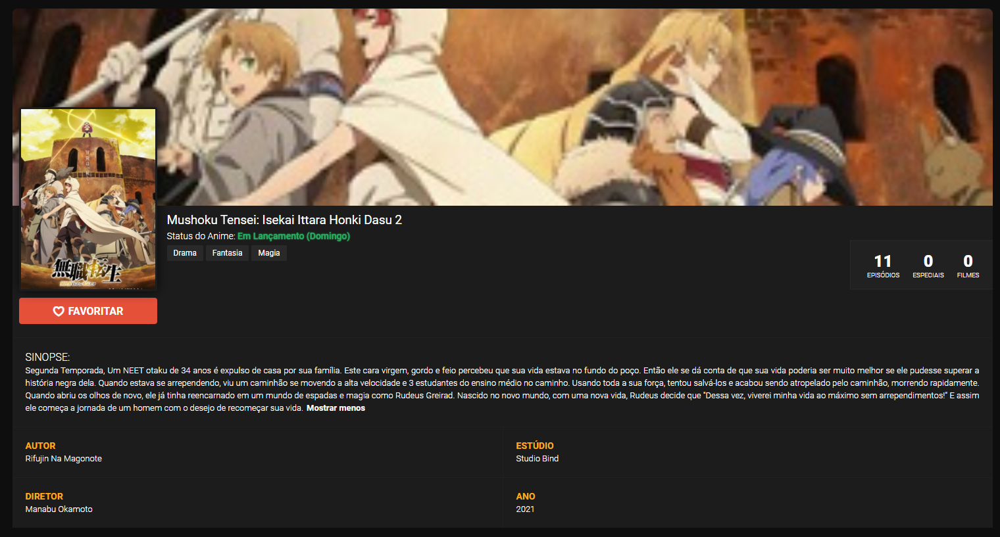 無職転生
Mushoku Tensei: Isekai Ittara Honki Dasu 2
Status do Anime: Em Lançamento (Domingo)
Drama Fantasia Magia
11 0 0
EPISÓDIOS ESPECIAIS FILMES
FAVORITAR
SINOPSE:
Segunda Temporada, Um NEET otaku de 34 anos é expulso de casa por sua família. Este cara virgem, gordo e feio percebeu que sua vida estava no fundo do poço. Então ele se dá conta de que sua vida poderia ser muito melhor se ele pudesse superar a
história negra dela. Quando estava se arrependendo, viu um caminhão se movendo a alta velocidade e 3 estudantes do ensino médio no caminho. Usando toda a sua força, tentou salvá-los e acabou sendo atropelado pelo caminhão, morrendo rapidamente.
Quando abriu os olhos de novo, ele já tinha reencarnado em um mundo de espadas e magia como Rudeus Greirad. Nascido no novo mundo, com uma nova vida, Rudeus decide que "Dessa vez, viverei minha vida ao máximo sem arrependimentos!" E assim
ele começa a jornada de um homem com o desejo de recomeçar sua vida. Mostrar menos
AUTOR
Rifujin Na Magonote
ESTÚDIO
Studio Bind
DIRETOR
Manabu Okamoto
ANO
2021